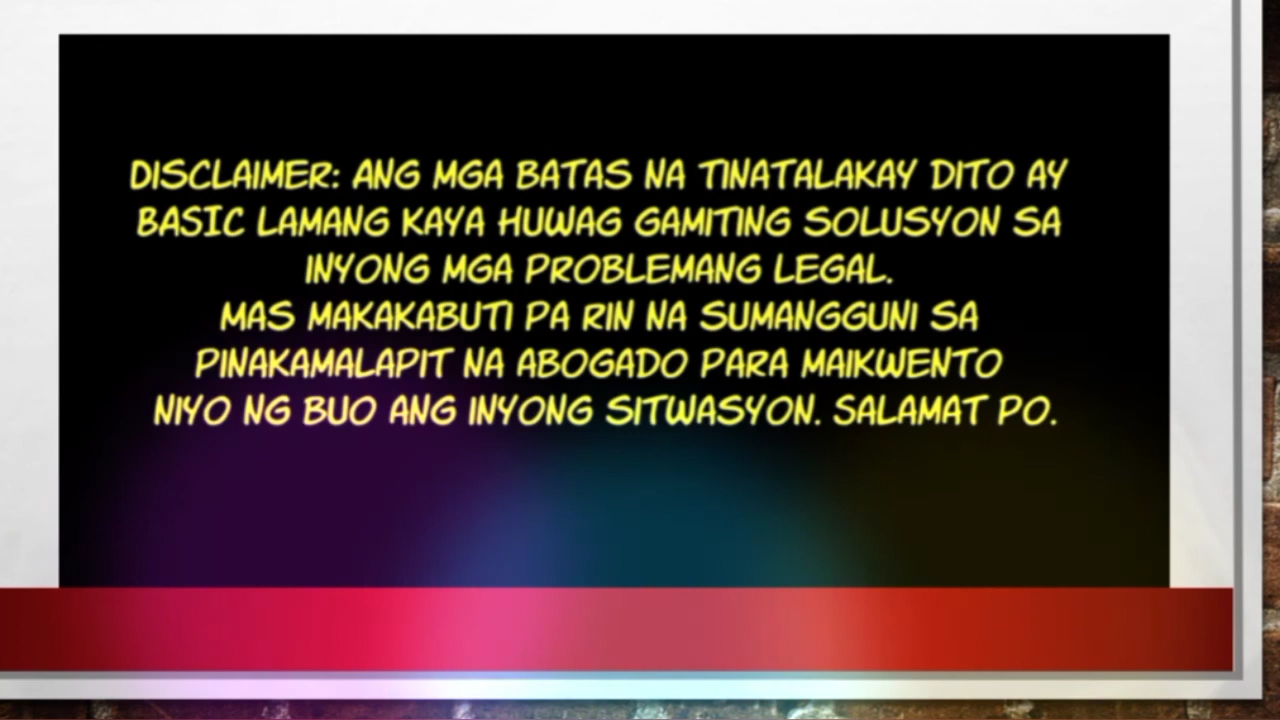 DISCLAIMER: ANG MGA BATAS NA TINATALAKAY DITO AY
BASIC LAMANG KAYA HUWAG GAMITING SOLUSYON SA
INYONG MGA PROBLEMANG LEGAL.
MAS MAKAKABUTI PA RIN NA SUMANGGUNI SA
PINAKAMALAPIT NA ABOGADO PARA MAIKWENTO
NIYO NG BUO ANG INYONG SITWASYON. SALAMAT PO.